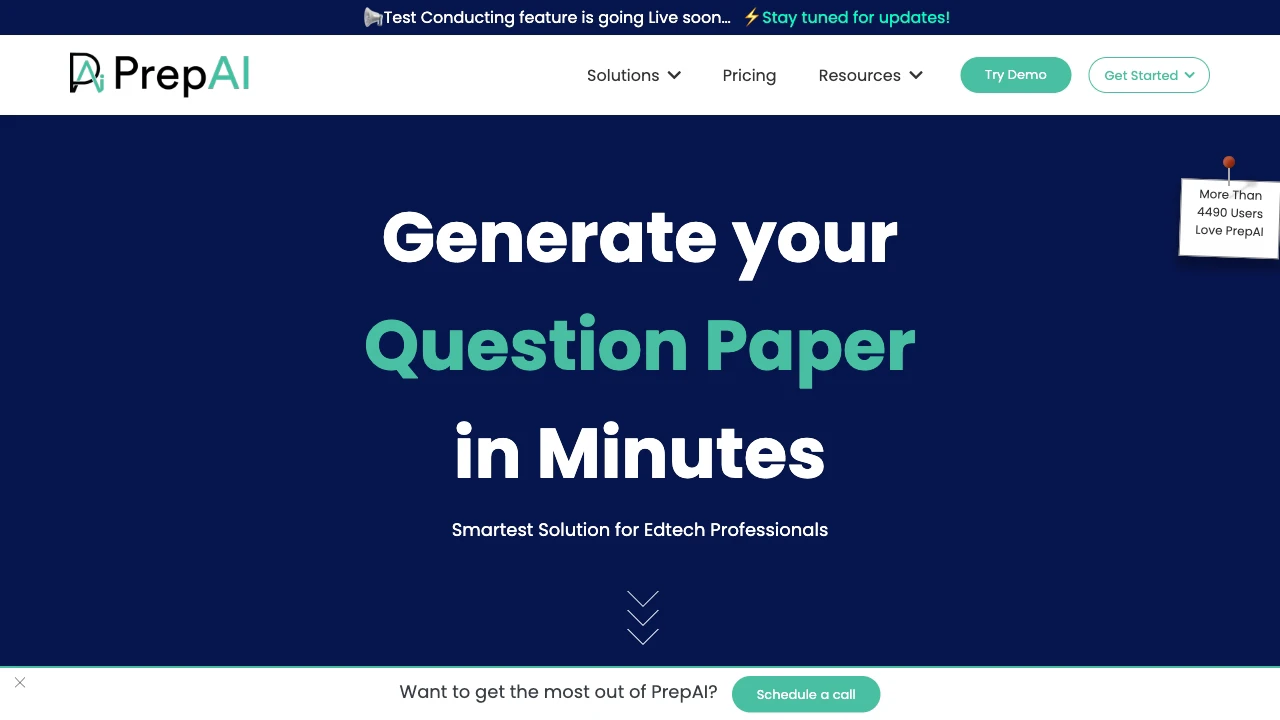 Test Conducting feature is going Live soon... Stay tuned for updates!
PrepAI
Solutions Pricing Resources Try Demo Get Started
More Than
4490 Users
Love PrepAI
Generate your
Question Paper
in Minutes
Smartest Solution for Edtech Professionals
Want to get the most out of PrepAI? Schedule a call